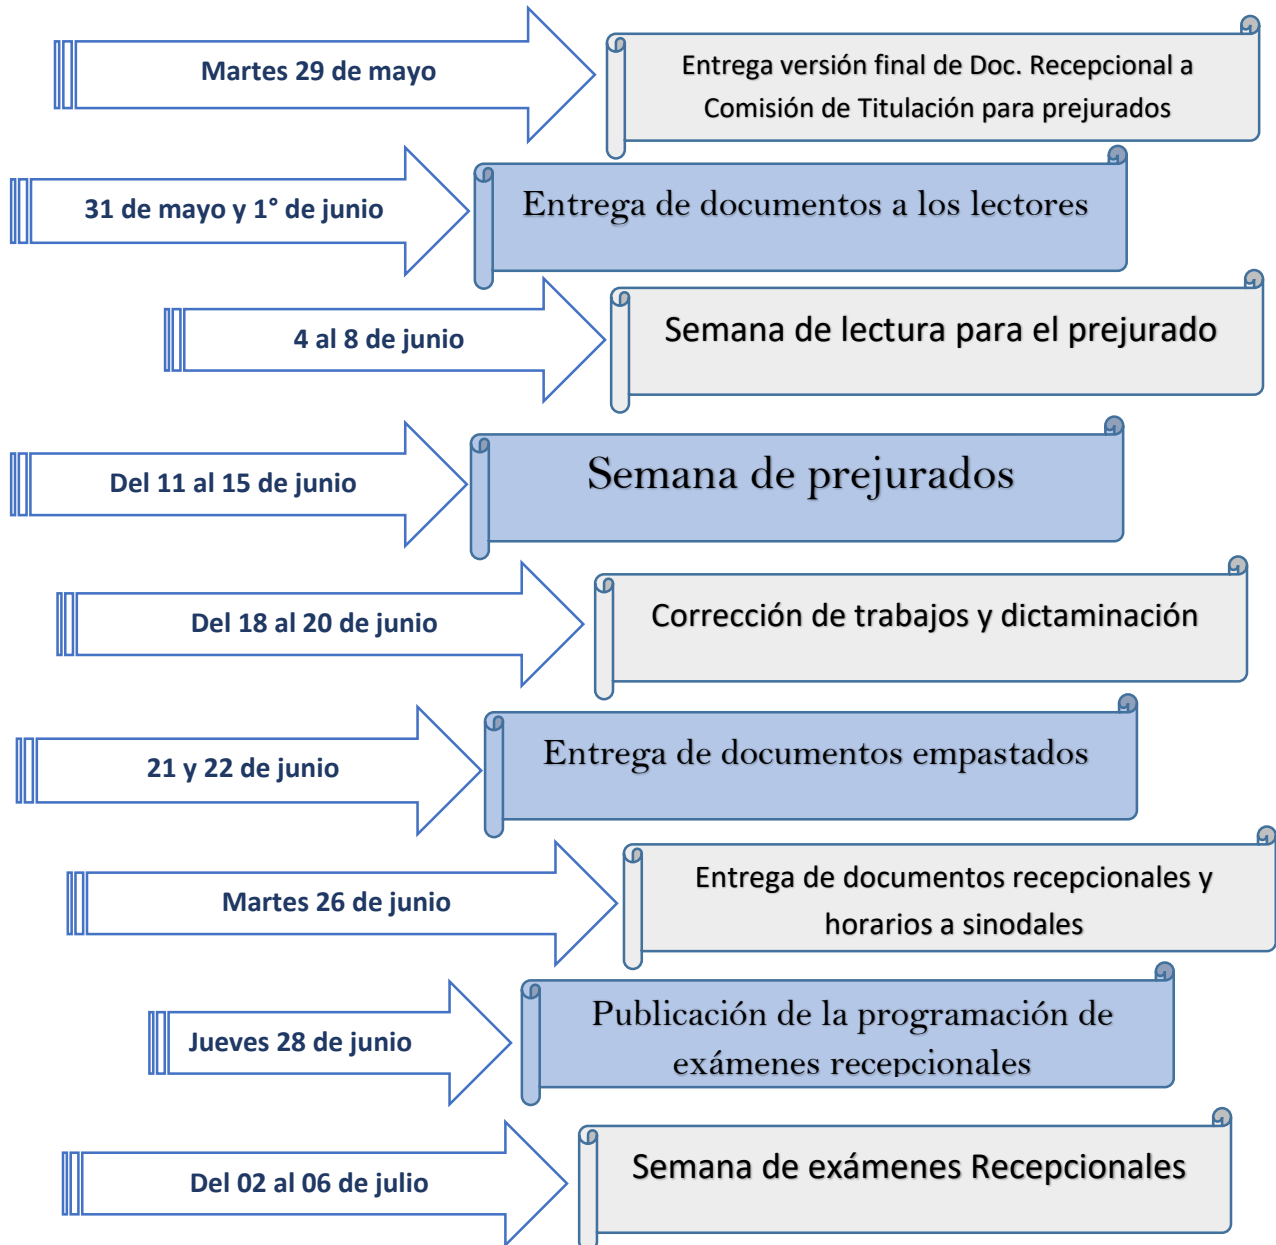 Martes 29 de mayo
Entrega versión final de Doc. Recepcional a
Comisión de Titulación para prejurados
31 de mayo y 1° de junio
Entrega de documentos a los lectores
4 al 8 de junio
Semana de lectura para el prejurado
Del 11 al 15 de junio
Semana de prejurados
Del 18 al 20 de junio
Corrección de trabajos y dictaminación
21 y 22 de junio
Entrega de documentos empastados
Martes 26 de junio
Entrega de documentos recepcionales y
horarios a sinodales
Jueves 28 de junio
Publicación de la programación de
exámenes recepcionales
Del 02 al 06 de julio
Semana de exámenes Recepcionales